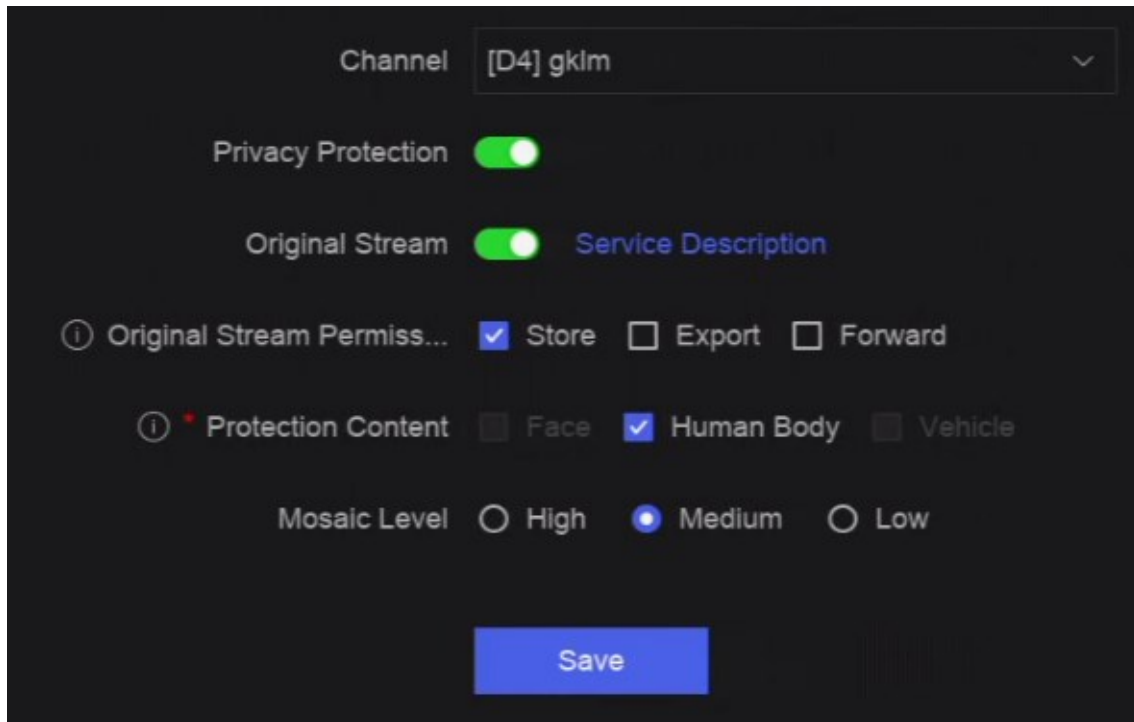 Channel [D4] gklm
Privacy Protection
Original Stream Service Description
Original Stream Permiss... Store Export Forward
* Protection Content Face Human Body Vehicle
Mosaic Level High Medium Low
Save